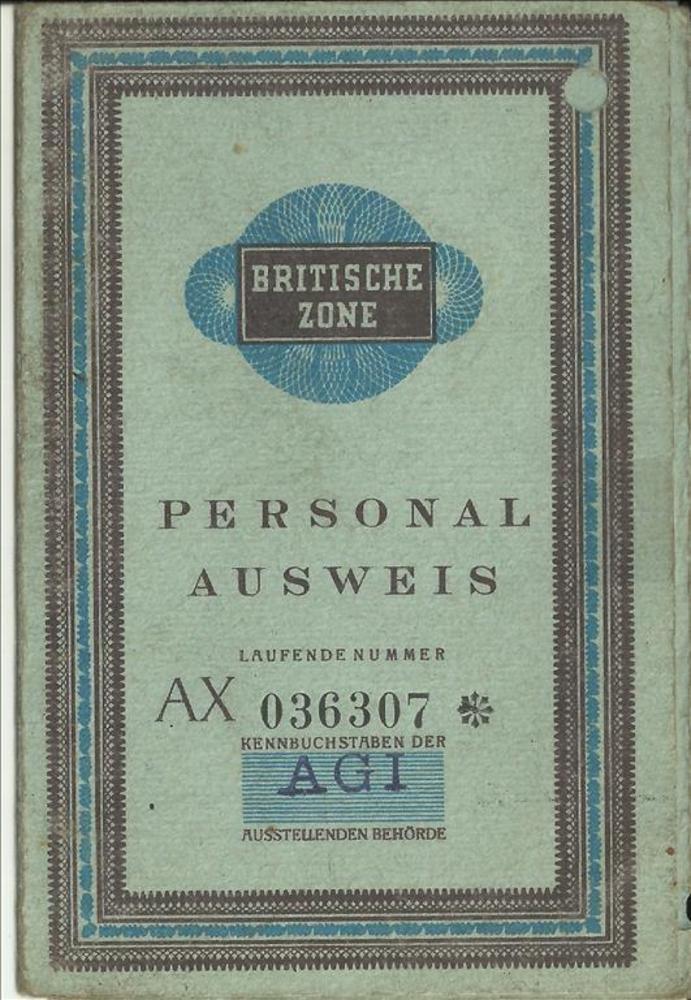 BRITISCHE
ZONE
PERSONAL
AUSWEIS
LAUFENDE NUMMER
AX 036307 *
KENNBUCHSTABEN DER
AGI
AUSSTELLENDEN BEHÖRDE